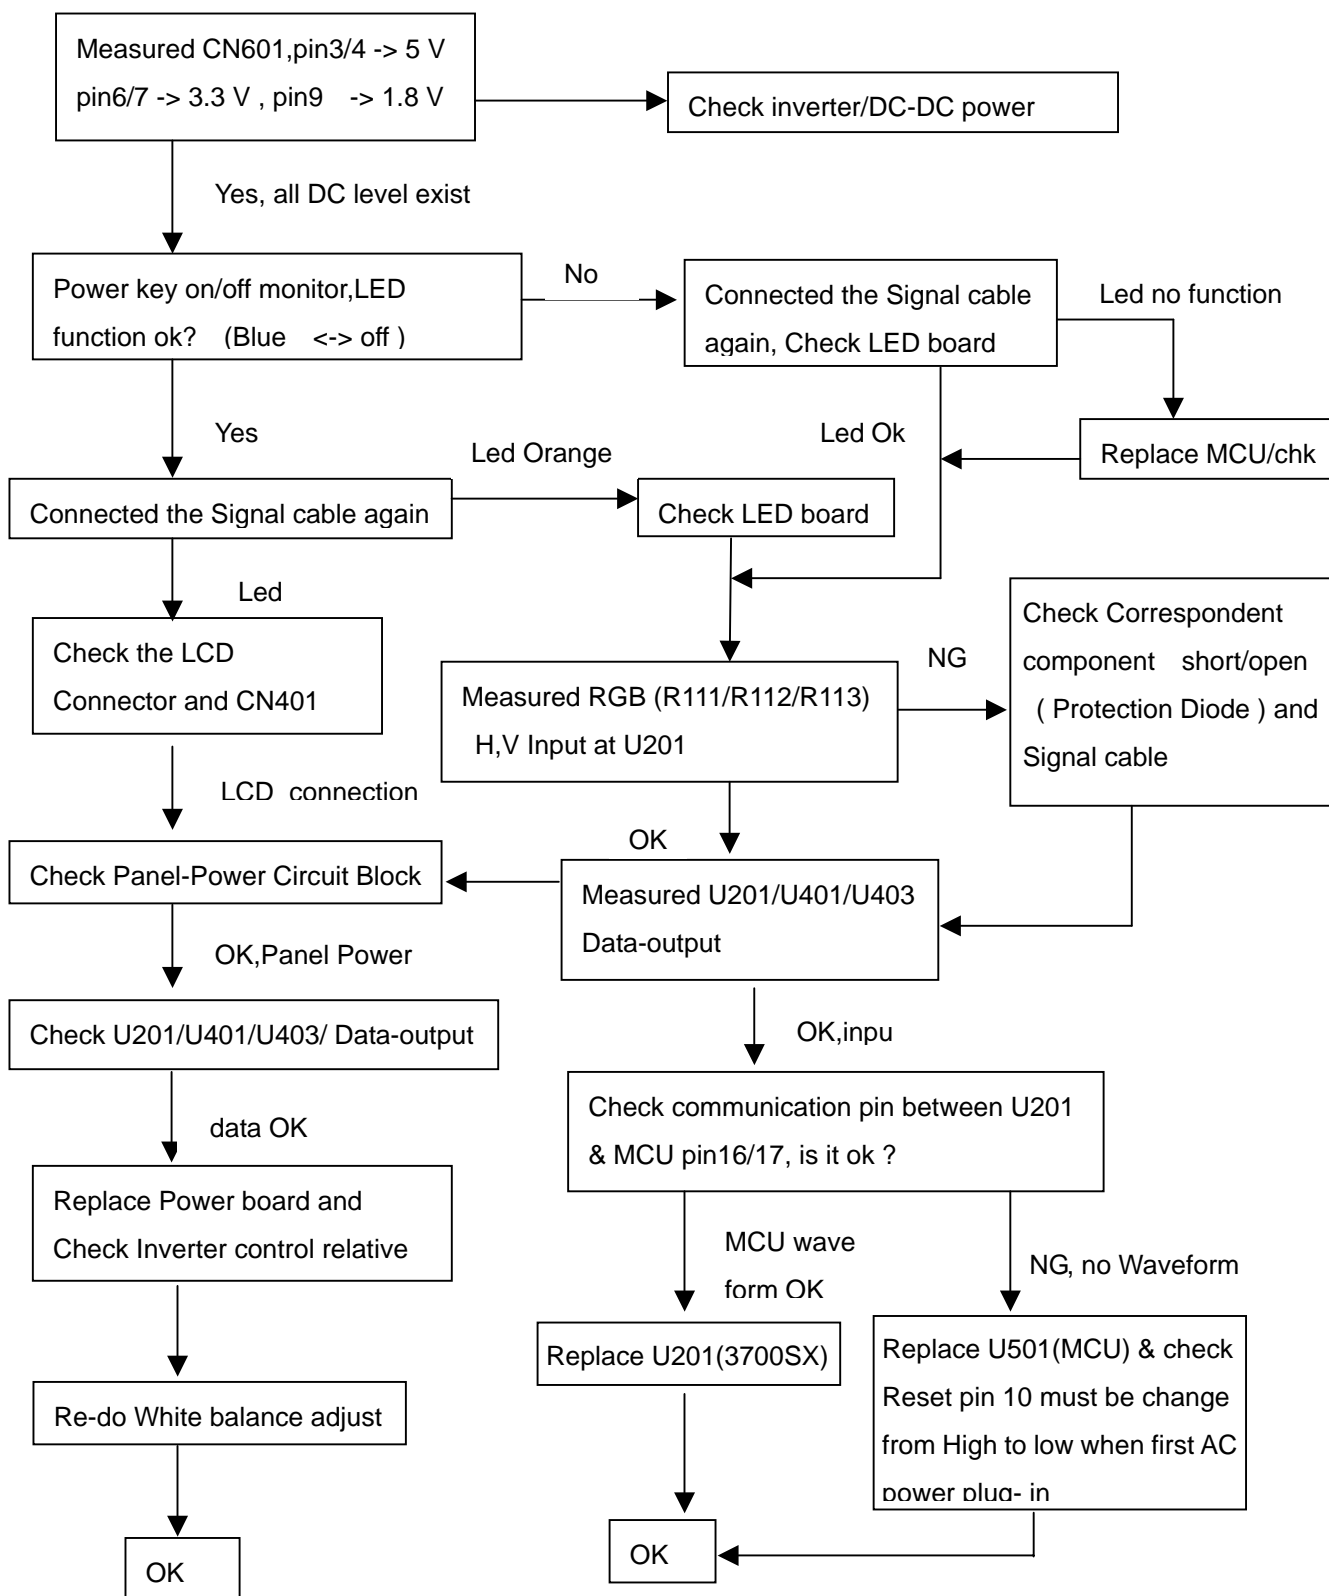 Measured CN601,pin3/4 -> 5 V
pin6/7 -> 3.3 V , pin9 -> 1.8 V
Check inverter/DC-DC power
Yes, all DC level exist
Power key on/off monitor,LED
function ok? (Blue <-> off )
No
Connected the Signal cable
again, Check LED board
Led no function
Yes
Led Orange
Led Ok
Replace MCU/chk
Connected the Signal cable again
Check LED board
Led
Check the LCD
Connector and CN401
Measured RGB (R111/R112/R113)
H,V Input at U201
NG
Check Correspondent
component short/open
( Protection Diode ) and
Signal cable
LCD connection
OK
Check Panel-Power Circuit Block
Measured U201/U401/U403
Data-output
OK,Panel Power
Check U201/U401/U403/ Data-output
OK,inpu
data OK
Check communication pin between U201
& MCU pin16/17, is it ok ?
Replace Power board and
Check Inverter control relative
MCU wave
form OK
NG, no Waveform
Replace U201(3700SX)
Replace U501(MCU) & check
Reset pin 10 must be change
from High to low when first AC
power plug- in
Re-do White balance adjust
OK
OK